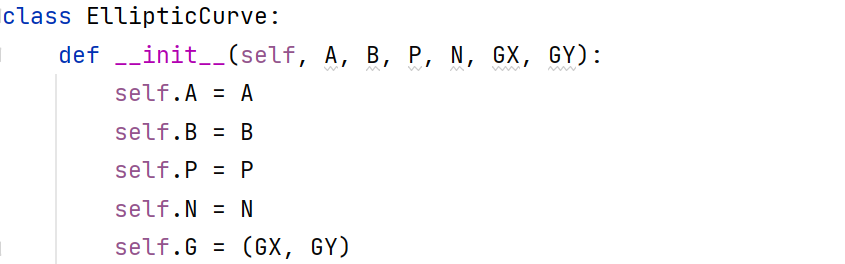 class EllipticCurve:
    def __init__(self, A, B, P, N, GX, GY):
        self.A = A
        self.B = B
        self.P = P
        self.N = N
        self.G = (GX, GY)